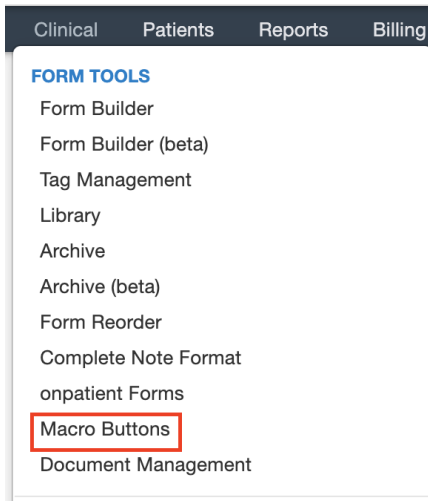 Clinical Patients Reports Billing
FORM TOOLS
Form Builder
Form Builder (beta)
Tag Management
Library
Archive
Archive (beta)
Form Reorder
Complete Note Format
onpatient Forms
Macro Buttons
Document Management